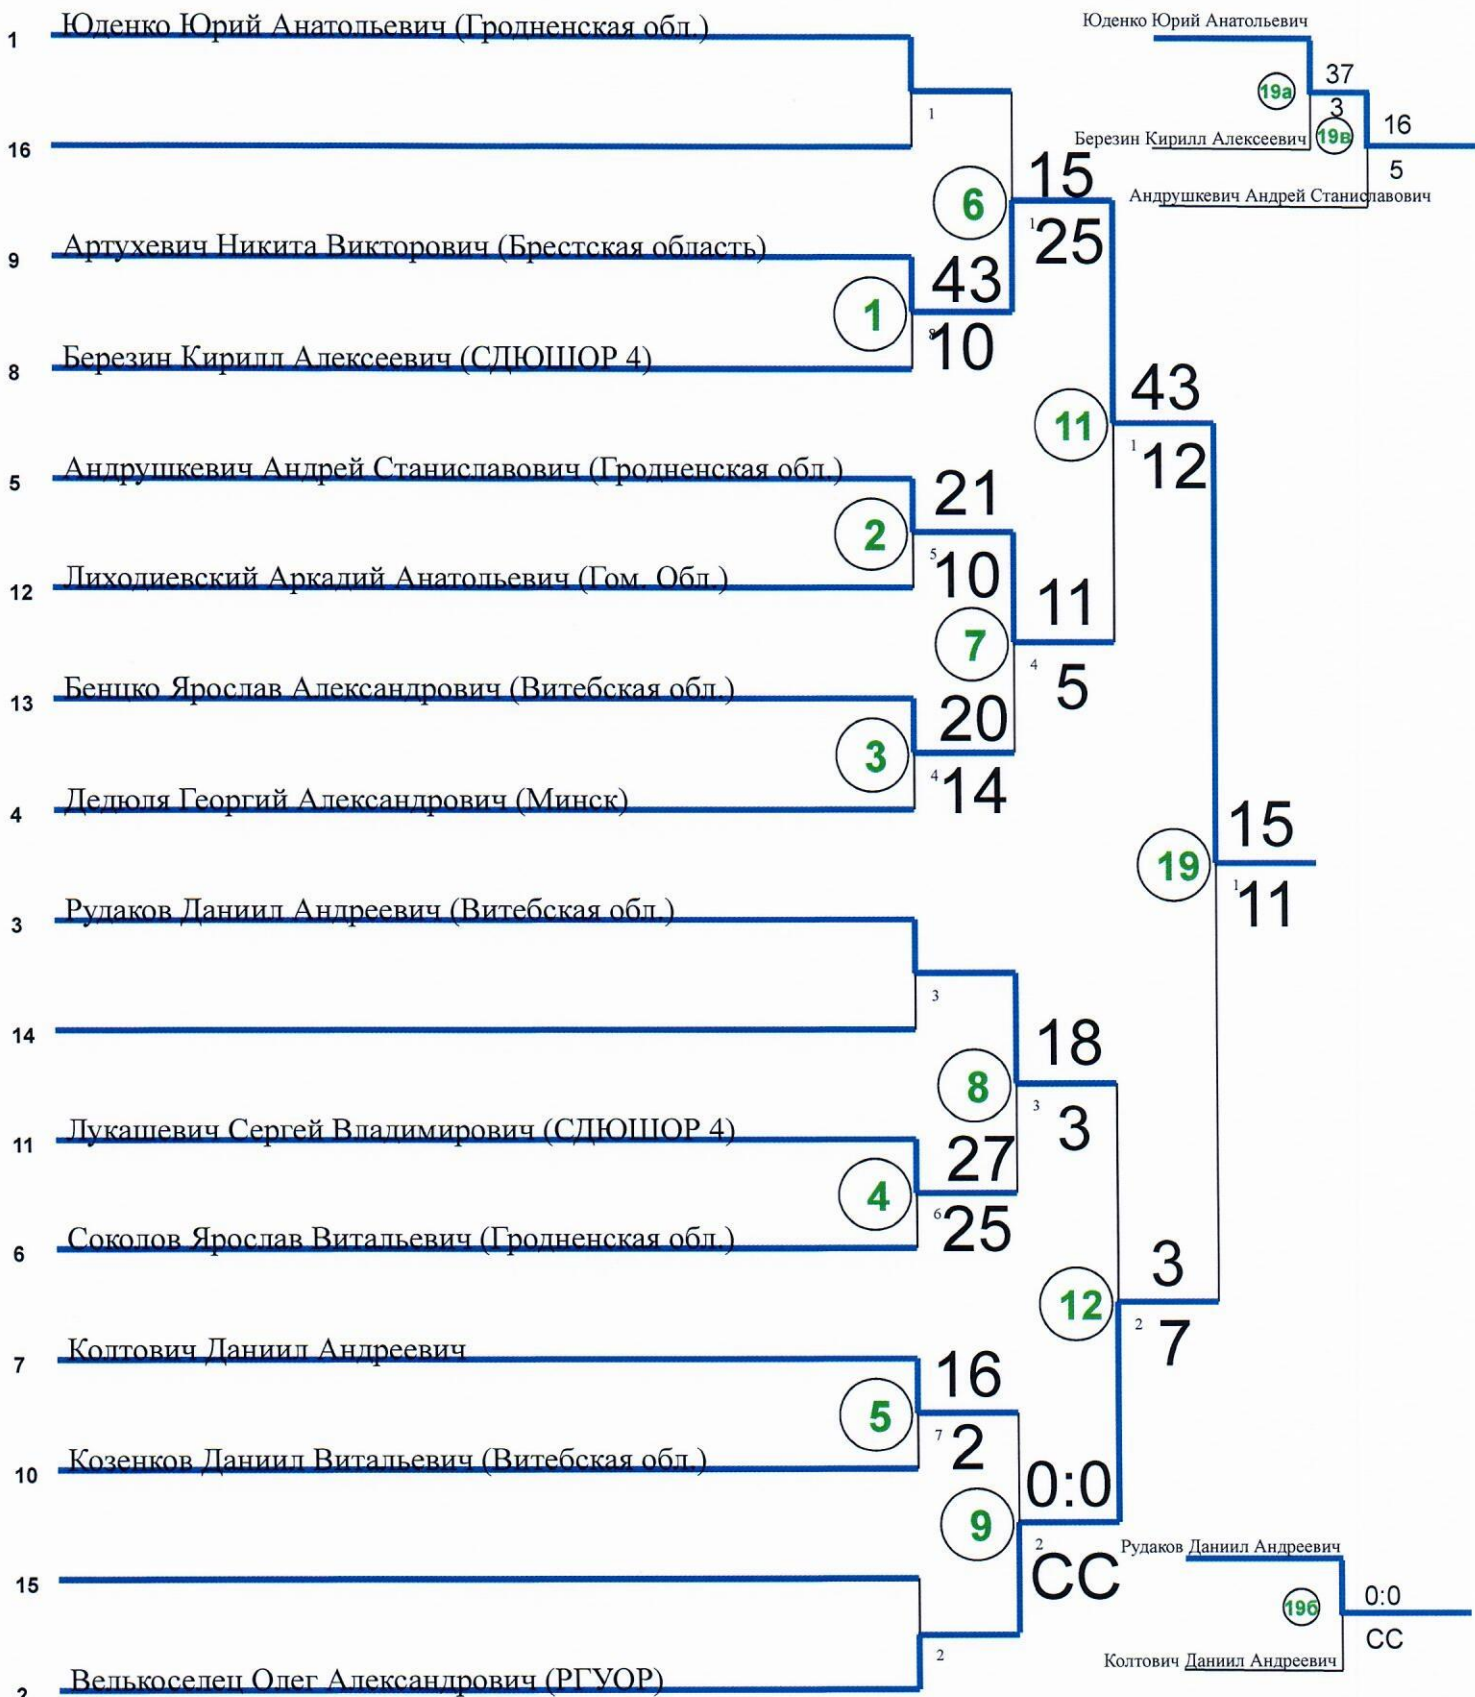 1 Юденко Юрий Анатольевич (Гродненская обл.)
Юденко Юрий Анатольевич
19а
37
3
1
16
Березин Кирилл Алексеевич
19в
16
5
Андрушкевич Андрей Станиславович
6
15
1 25
9 Артухевич Никита Викторович (Брестская область)
1
43
8 10
8 Березин Кирилл Алексеевич (СДЮШОР 4)
11
43
1 12
5 Андрушкевич Андрей Станиславович (Гродненская обл.)
2
21
5 10
12 Лиходиевский Аркадий Анатольевич (Гом. Обл.)
7
11
4 5
13 Бенцко Ярослав Александрович (Витебская обл.)
3
20
4 14
4 Дедюля Георгий Александрович (Минск)
19
15
1 11
3 Рудаков Даниил Андреевич (Витебская обл.)
3
14
8
18
3 3
11 Лукашевич Сергей Владимирович (СДЮШОР 4)
4
27
6 25
6 Соколов Ярослав Витальевич (Гродненская обл.)
12
3
2 7
7 Колтович Даниил Андреевич
5
16
7 2
10 Козенков Даниил Витальевич (Витебская обл.)
9
0:0
2 СС
Рудаков Даниил Андреевич
15
19б
0:0
СС
2
Колтович Даниил Андреевич
2 Велькоселец Олег Александрович (РГУОР)